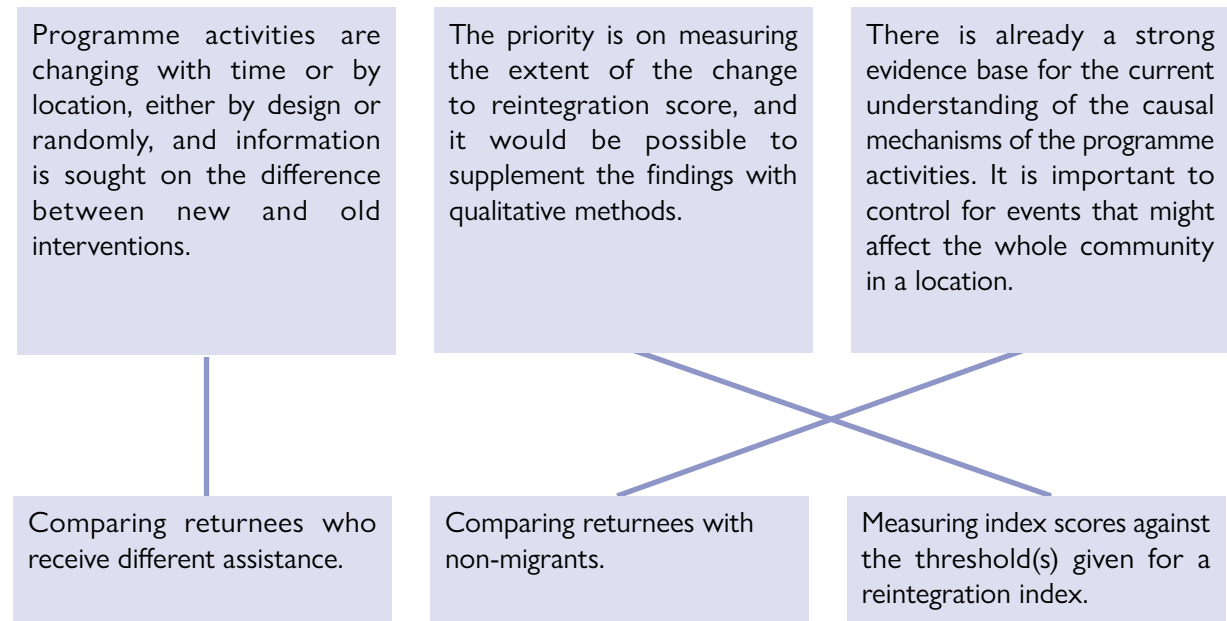 Programme activities are
changing with time or by
location, either by design or
randomly, and information
is sought on the difference
between new and old
interventions.
The priority is on measuring
the extent of the change
to reintegration score, and
it would be possible to
supplement the findings with
qualitative methods.
There is already a strong
evidence base for the current
understanding of the causal
mechanisms of the programme
activities. It is important to
control for events that might
affect the whole community
in a location.
Comparing returnees who
receive different assistance.
Comparing returnees with
non-migrants.
Measuring index scores against
the threshold(s) given for a
reintegration index.